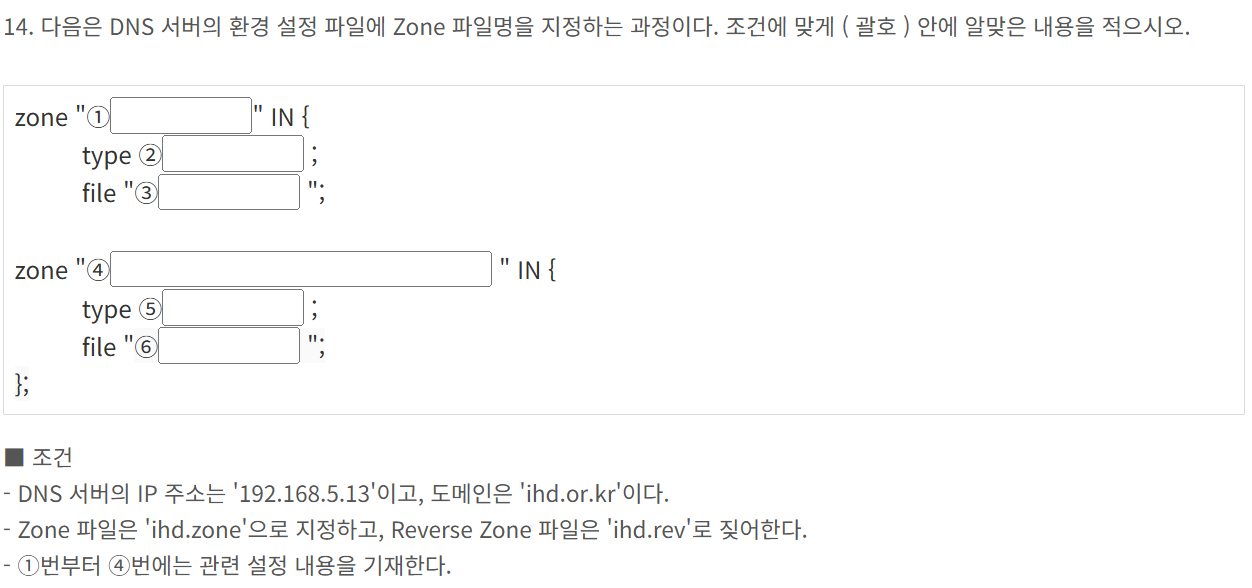 14. 다음은 DNS 서버의 환경 설정 파일에 Zone 파일명을 지정하는 과정이다. 조건에 맞게 ( 괄호 ) 안에 알맞은 내용을 적으시오.
zone "① " IN {
type ② ;
file "③ ";
zone "④ " IN {
type ⑤ ;
file "⑥ ";
};
■ 조건
- DNS 서버의 IP 주소는 '192.168.5.13'이고, 도메인은 'ihd.or.kr'이다.
- Zone 파일은 'ihd.zone'으로 지정하고, Reverse Zone 파일은 'ihd.rev'로 짖어한다.
- ①번부터 ④번에는 관련 설정 내용을 기재한다.